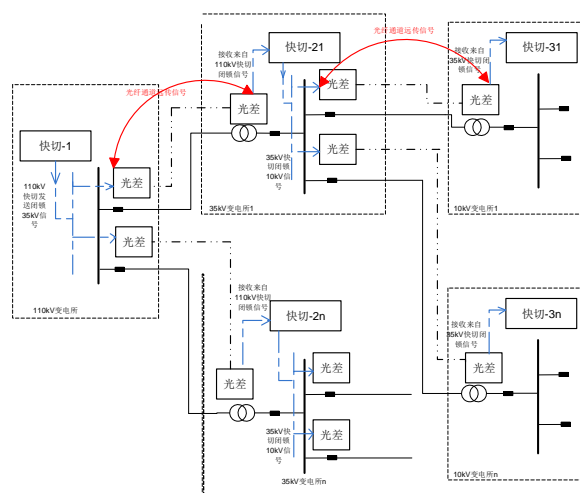 快切-1
光差
光差
110kV
快切发
送闭锁
35kV信
号
110kV变电所
光纤通道远传信号
接收来自
110kV快切
闭锁信号
快切-21
光差
光差
光差
35kV快
切闭锁
10kV信
号
35kV变电所1
光纤通道远传信号
接收来自
35kV快切闭
锁信号
快切-31
光差
10kV变电所1
接收来自
110kV快切
闭锁信号
快切-2n
光差
光差
光差
35kV快
切闭锁
10kV信
号
35kV变电所n
接收来自
35kV快切闭
锁信号
快切-3n
光差
10kV变电所n